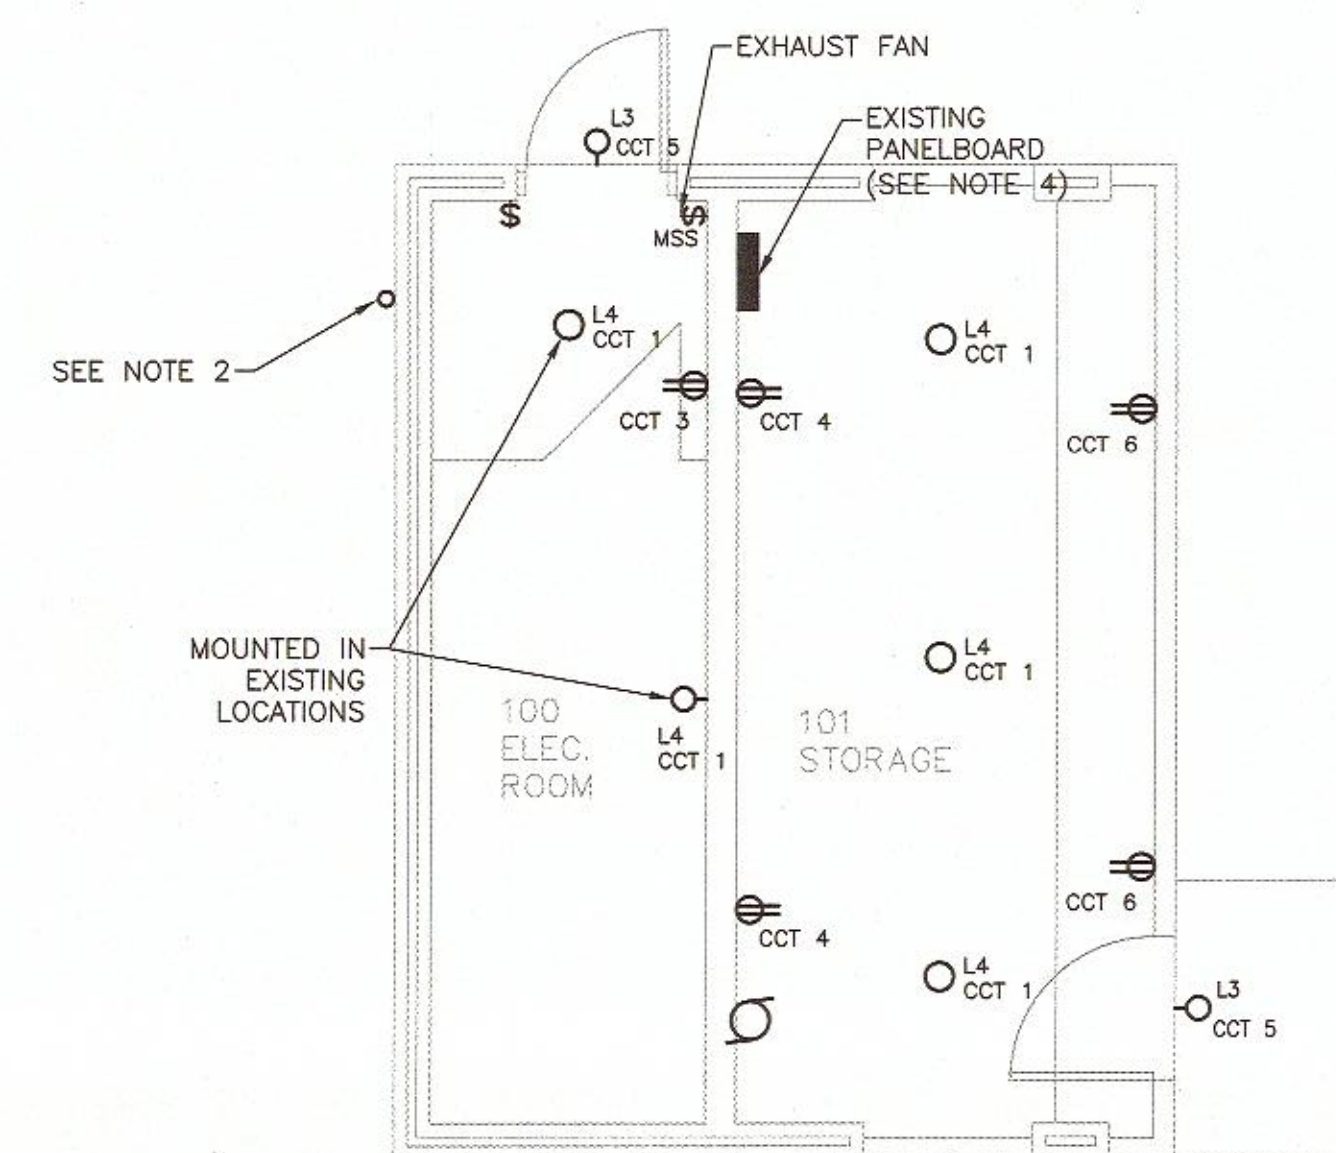 EXHAUST FAN
L3
CCT 5
EXISTING
PANELBOARD
(SEE NOTE 4)
$
$
MSS
L4
CCT 1
L4
CCT 1
SEE NOTE 2
CCT 3
CCT 4
CCT 6
MOUNTED IN
EXISTING
LOCATIONS
L4
CCT 1
100
ELEC.
ROOM
L4
CCT 1
101
STORAGE
CCT 6
CCT 4
L4
CCT 1
L3
CCT 5